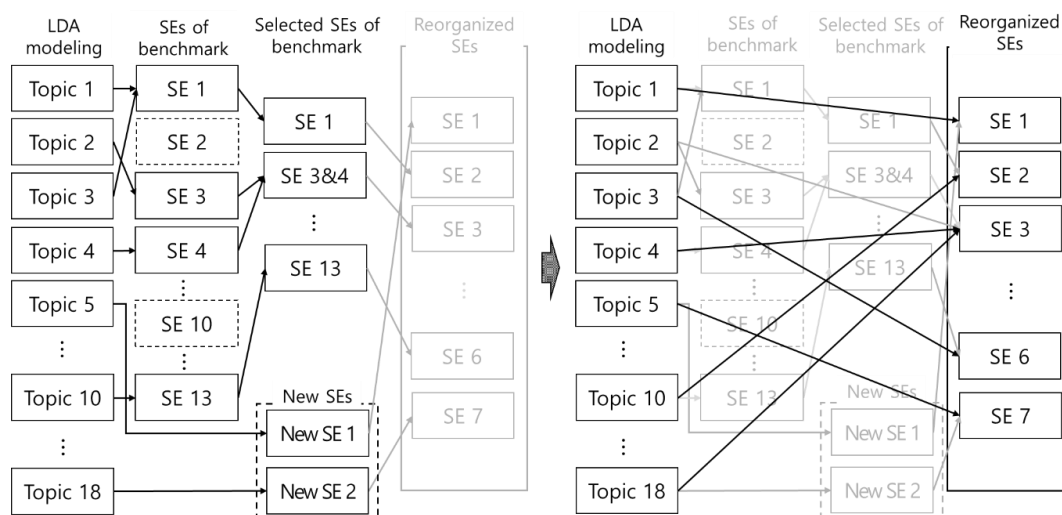 LDA
modeling
SEs of
benchmark
Selected SEs of
benchmark
Reorganized
SEs
Topic 1
Topic 2
Topic 3
Topic 4
Topic 5
⋮
Topic 10
⋮
Topic 18
SE 1
SE 2
SE 3
SE 4
⋮
SE 10
⋮
SE 13
SE 1
SE 3&4
⋮
SE 13
New SEs
New SE 1
New SE 2
SE 1
SE 2
SE 3
⋮
SE 6
SE 7
LDA
modeling
SEs of
benchmark
Selected SEs of
benchmark
Reorganized
SEs
Topic 1
Topic 2
Topic 3
Topic 4
Topic 5
⋮
Topic 10
⋮
Topic 18
SE 1
SE 2
SE 3
SE 4
⋮
SE 10
⋮
SE 13
SE 1
SE 3&4
⋮
SE 13
New SEs
New SE 1
New SE 2
SE 1
SE 2
SE 3
⋮
SE 6
SE 7